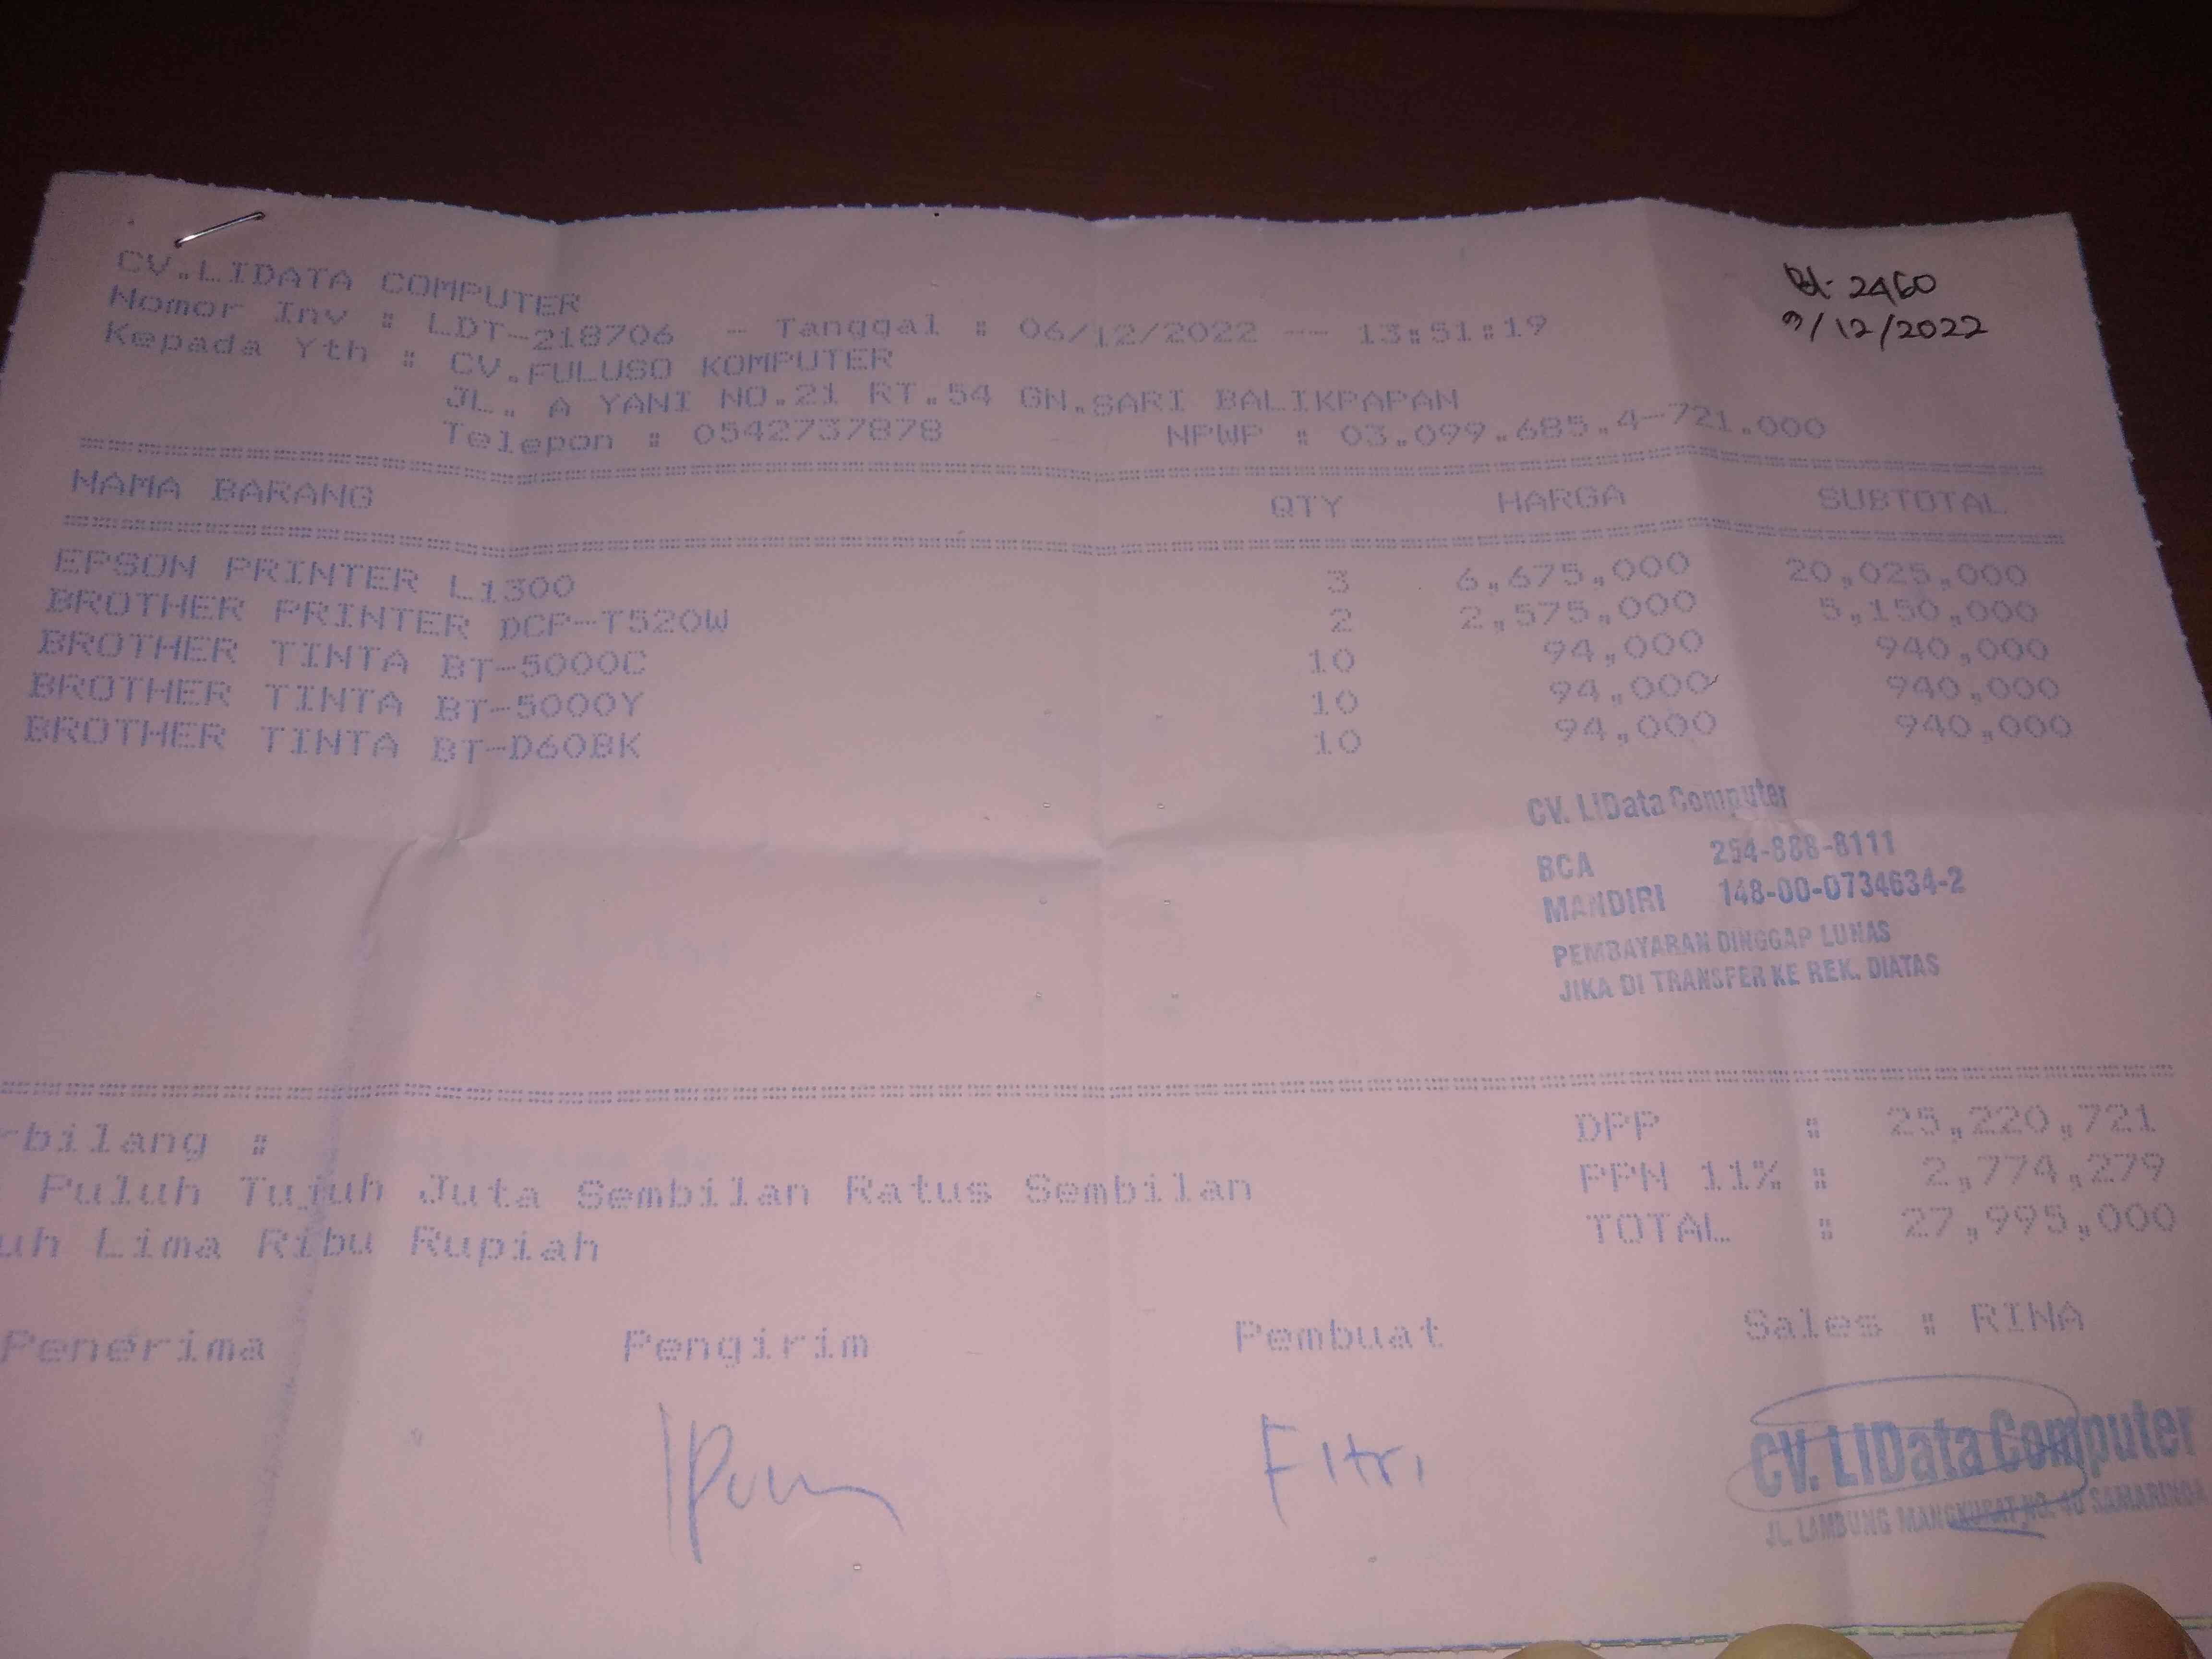 CV.LIDATA COMPUTER
Nomor Inv : LDT-218706 - Tanggal : 06/12/2022 -- 13:51:19
Kepada Yth : CV.FULUSO KOMPUTER
JL. A YANI NO.21 RT.54 GN.SARI BALIKPAPAN
Telepon : 0542737878 NPWP : 03.099.685.4-721.000
2460
9/12/2022
NAMA BARANG QTY HARGA SUBTOTAL
EPSON PRINTER L1300 3 6,675,000 20,025,000
BROTHER PRINTER DCP-T520W 2 2,575,000 5,150,000
BROTHER TINTA BT-5000C 10 94,000 940,000
BROTHER TINTA BT-5000Y 10 94,000 940,000
BROTHER TINTA BT-D60BK 10 94,000 940,000
CV. LIData Computer
BCA 254-888-8111
MANDIRI 148-00-0734634-2
PEMBAYARAN DINGGAP LUNAS
JIKA DI TRANSFER KE REK. DIATAS
rbilang :
Puluh Tujuh Juta Sembilan Ratus Sembilan
uh Lima Ribu Rupiah
DPP : 25,220,721
PPN 11% : 2,774,279
TOTAL : 27,995,000
Penerima Pengirim Pembuat Sales : RINA
Fitri
CV. LIData Computer
JL. LAMBUNG MANGKURAT NO. 40 SAMARINDA